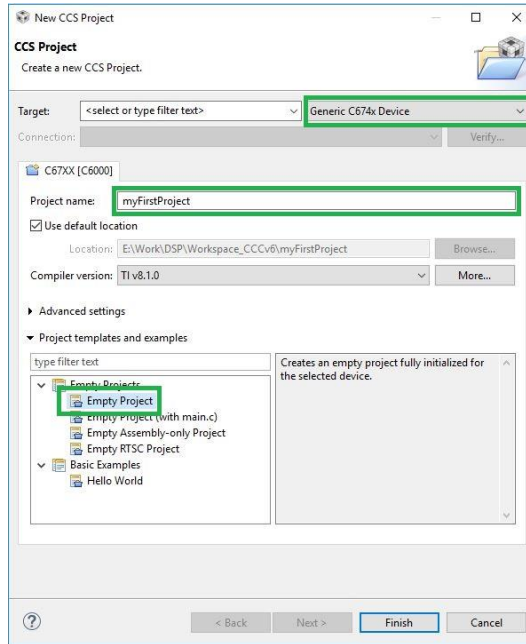 New CCS Project
CCS Project
Create a new CCS Project.
Target: <select or type filter text> Generic C674x Device
Connection: Verify...
C67XX [C6000]
Project name: myFirstProject
Use default location
Location: E:\Work\DSP\Workspace_CCCv6\myFirstProject Browse...
Compiler version: TI v8.1.0 More...
Advanced settings
Project templates and examples
type filter text
Creates an empty project fully initialized for
the selected device.
Empty Projects
Empty Project
Empty Project (with main.c)
Empty Assembly-only Project
Empty RTSC Project
Basic Examples
Hello World
? < Back Next > Finish Cancel